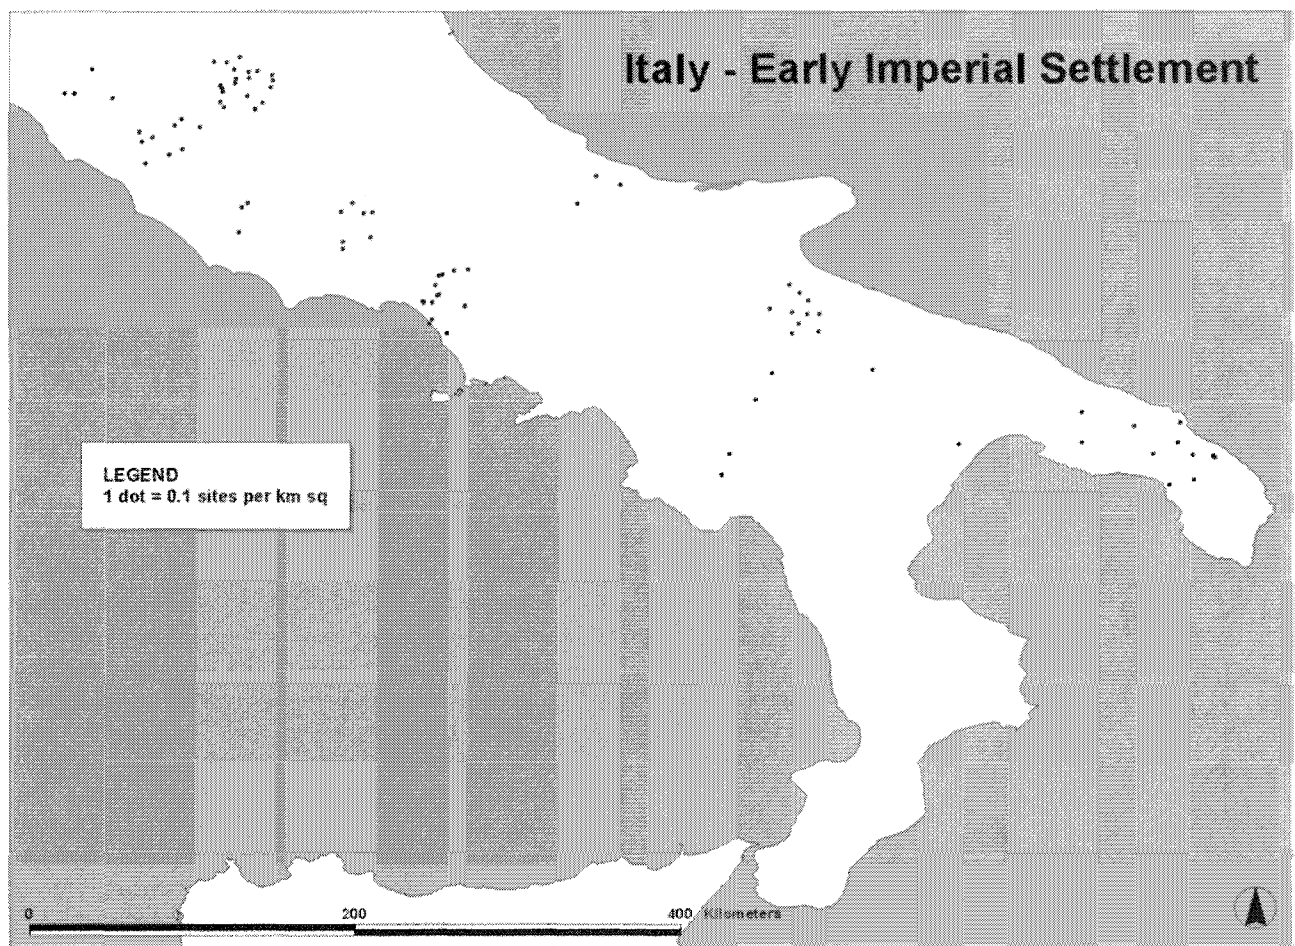 Italy - Early Imperial Settlement
LEGEND
1 dot = 0.1 sites per km sq
0 200 400 Kilometers